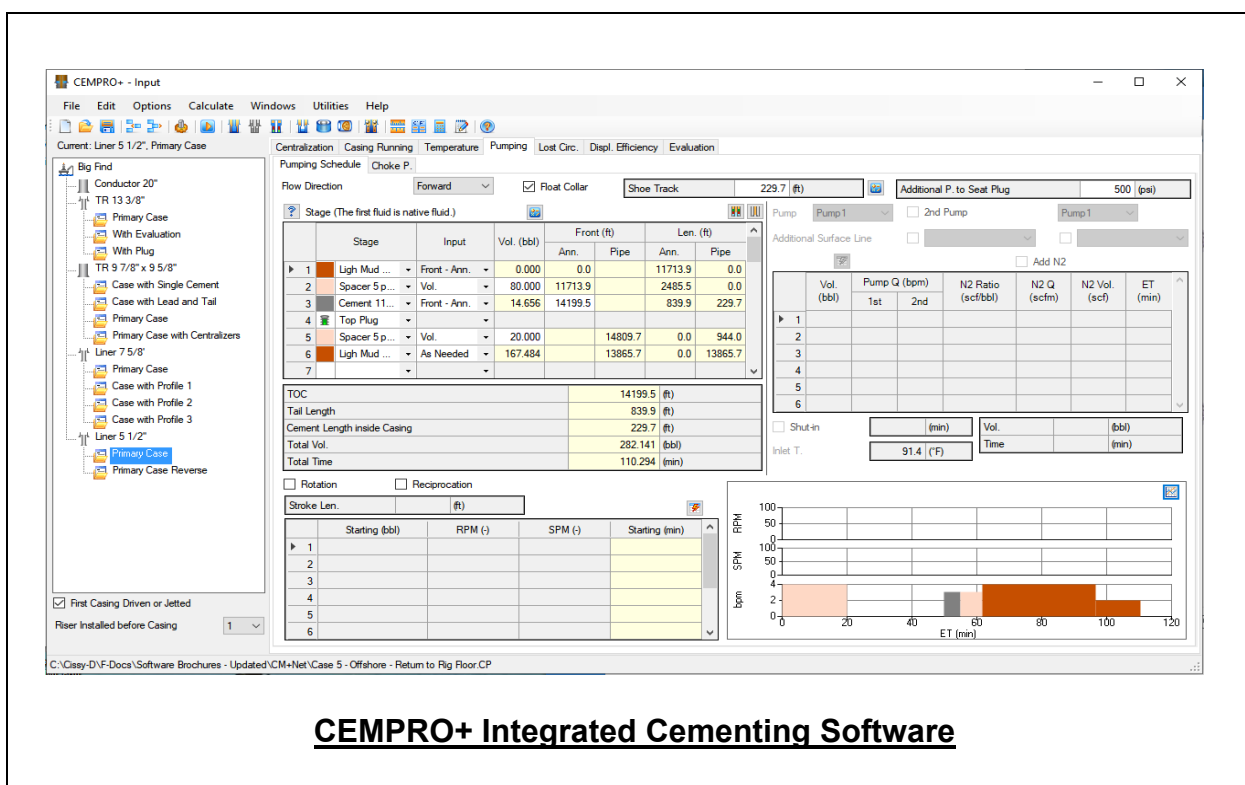 CEMPRO+ - Input
File Edit Options Calculate Windows Utilities Help
Current: Liner 5 1/2", Primary Case
Big Find
Conductor 20"
TR 13 3/8"
Primary Case
With Evaluation
With Plug
TR 9 7/8" x 9 5/8"
Case with Single Cement
Case with Lead and Tail
Primary Case
Primary Case with Centralizers
Liner 7 5/8'
Primary Case
Case with Profile 1
Case with Profile 2
Case with Profile 3
Liner 5 1/2"
Primary Case
Primary Case Reverse
First Casing Driven or Jetted
Riser Installed before Casing 1
Centralization Casing Running Temperature Pumping Lost Circ. Displ. Efficiency Evaluation
Pumping Schedule Choke P.
Flow Direction Forward Float Collar Shoe Track 229.7 (ft) Additional P. to Seat Plug 500 (psi)
? Stage (The first fluid is native fluid.)
Stage Input Vol. (bbl) Front (ft) Len. (ft)
Ann. Pipe Ann. Pipe
1 Ligh Mud ... Front - Ann. 0.000 0.0 11713.9 0.0
2 Spacer 5 p... Vol. 80.000 11713.9 2485.5 0.0
3 Cement 11... Front - Ann. 14.656 14199.5 839.9 229.7
4 Top Plug
5 Spacer 5 p... Vol. 20.000 14809.7 0.0 944.0
6 Ligh Mud ... As Needed 167.484 13865.7 0.0 13865.7
7
TOC 14199.5 (ft)
Tail Length 839.9 (ft)
Cement Length inside Casing 229.7 (ft)
Total Vol. 282.141 (bbl)
Total Time 110.294 (min)
Rotation Reciprocation
Stroke Len. (ft)
Starting (bbl) RPM (-) SPM (-) Starting (min)
1
2
3
4
5
6
Pump Pump1 2nd Pump Pump1
Additional Surface Line
Add N2
Vol. (bbl) Pump Q (bpm) N2 Ratio (scf/bbl) N2 Q (scfm) N2 Vol. (scf) ET (min)
1st 2nd
1
2
3
4
5
6
Shut-in (min) Vol. (bbl)
Time (min)
Inlet T. 91.4 (°F)
RPM
100
50
0
SPM
100
50
0
bpm
4
2
0
0 20 40 60 80 100 120
ET (min)
C:\Cissy-D\F-Docs\Software Brochures - Updated\CM+Net\Case 5 - Offshore - Return to Rig Floor.CP
CEMPRO+ Integrated Cementing Software